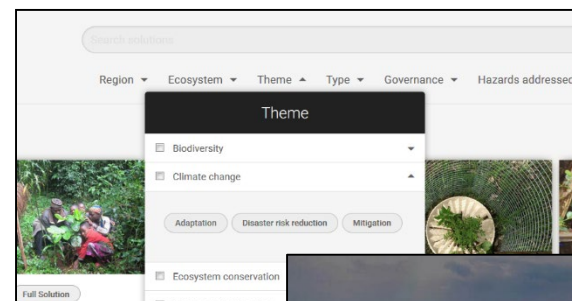 Search solutions
Region Ecosystem Theme Type Governance Hazards addressed
Theme
Biodiversity
Climate change
Adaptation Disaster risk reduction Mitigation
Ecosystem conservation
Full Solution